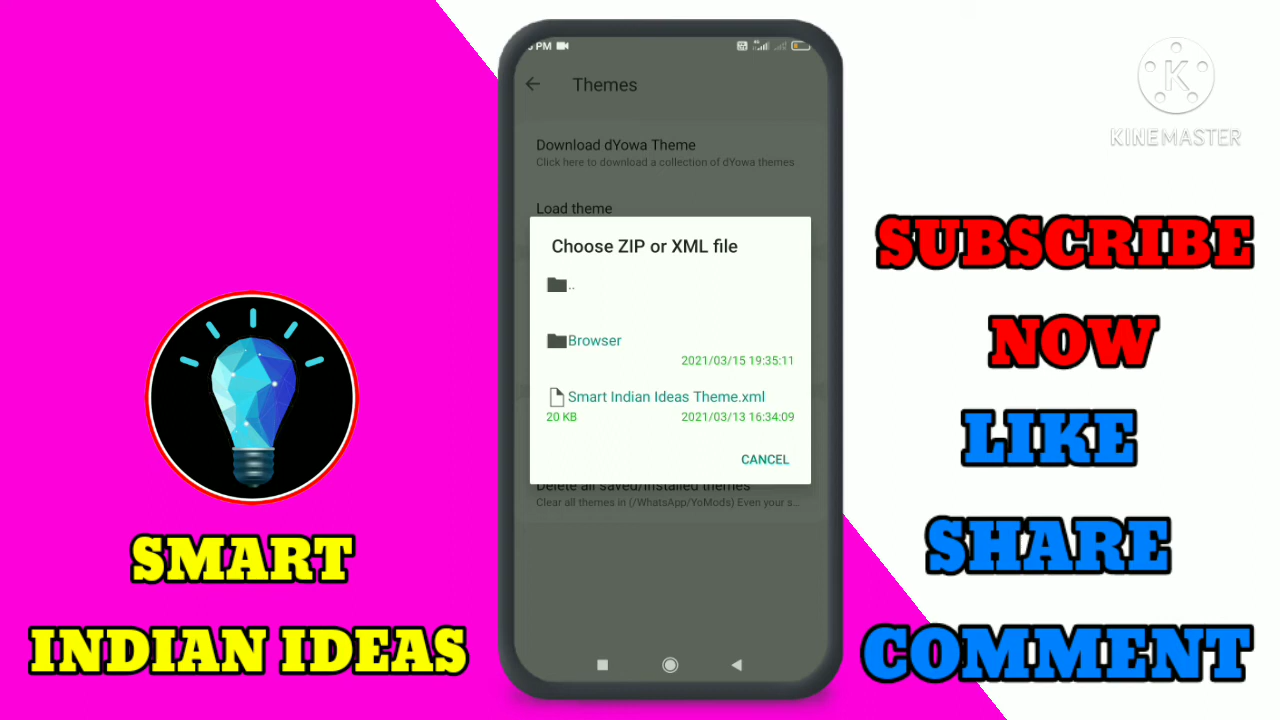 PM
Themes
Download dYowa Theme
Click here to download a collection of dYowa themes
Load theme
Choose ZIP or XML file
..
Browser
2021/03/15 19:35:11
Smart Indian Ideas Theme.xml
20 KB 2021/03/13 16:34:09
CANCEL
Delete all saved/installed themes
Clear all themes in (/WhatsApp/YoMods) Even your s...
SMART
INDIAN IDEAS
K
KINEMASTER
SUBSCRIBE
NOW
LIKE
SHARE
COMMENT